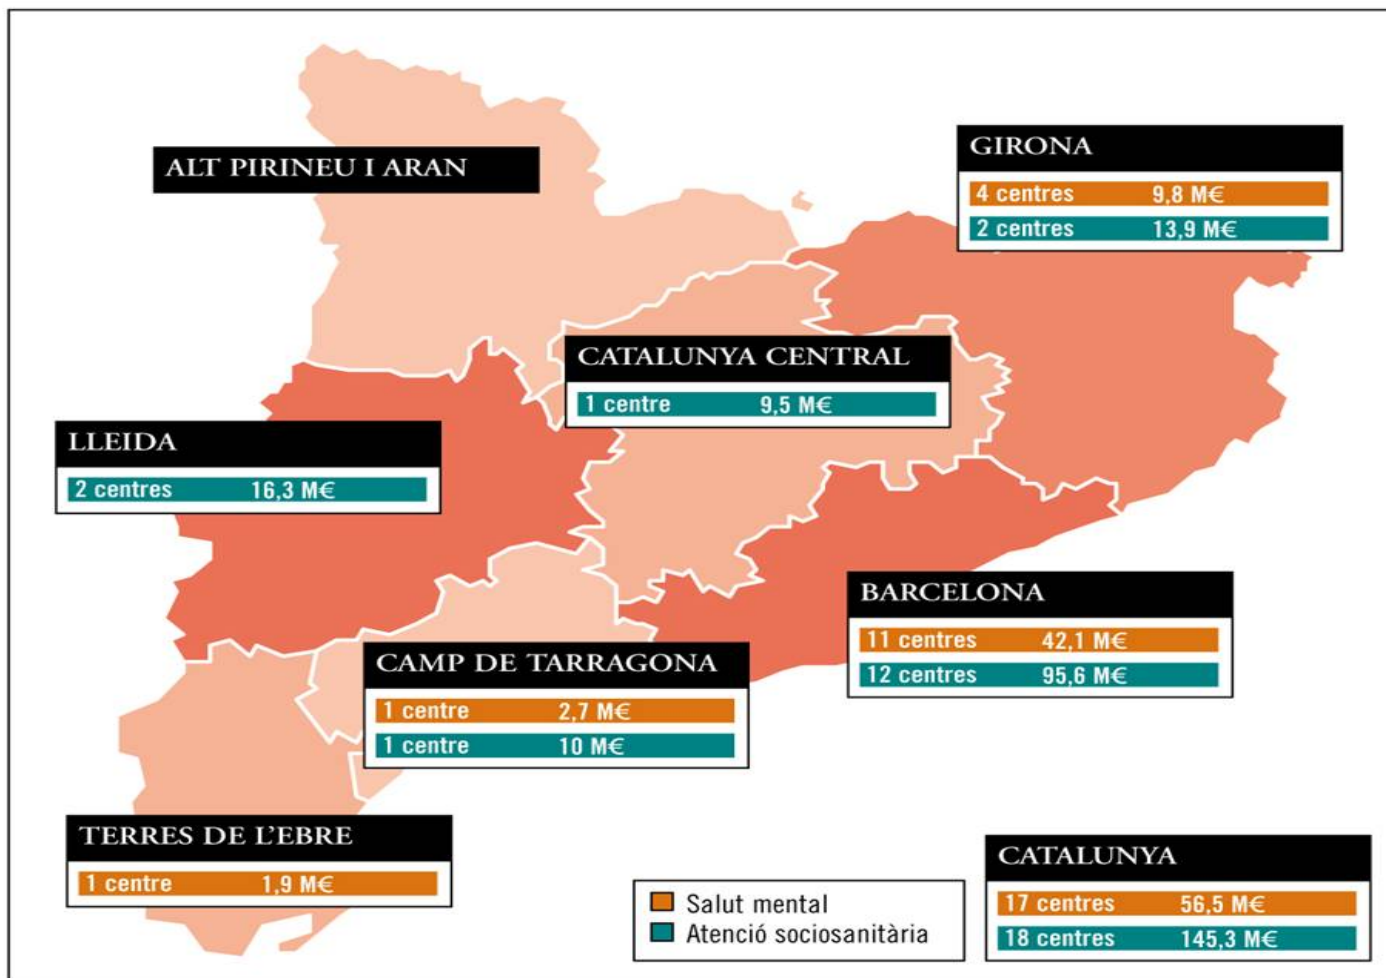 ALT PIRINEU I ARAN
GIRONA
4 centres 9,8 M€
2 centres 13,9 M€
CATALUNYA CENTRAL
1 centre 9,5 M€
LLEIDA
2 centres 16,3 M€
BARCELONA
11 centres 42,1 M€
12 centres 95,6 M€
CAMP DE TARRAGONA
1 centre 2,7 M€
1 centre 10 M€
TERRES DE L'EBRE
1 centre 1,9 M€
Salut mental
Atenció sociosanitària
CATALUNYA
17 centres 56,5 M€
18 centres 145,3 M€